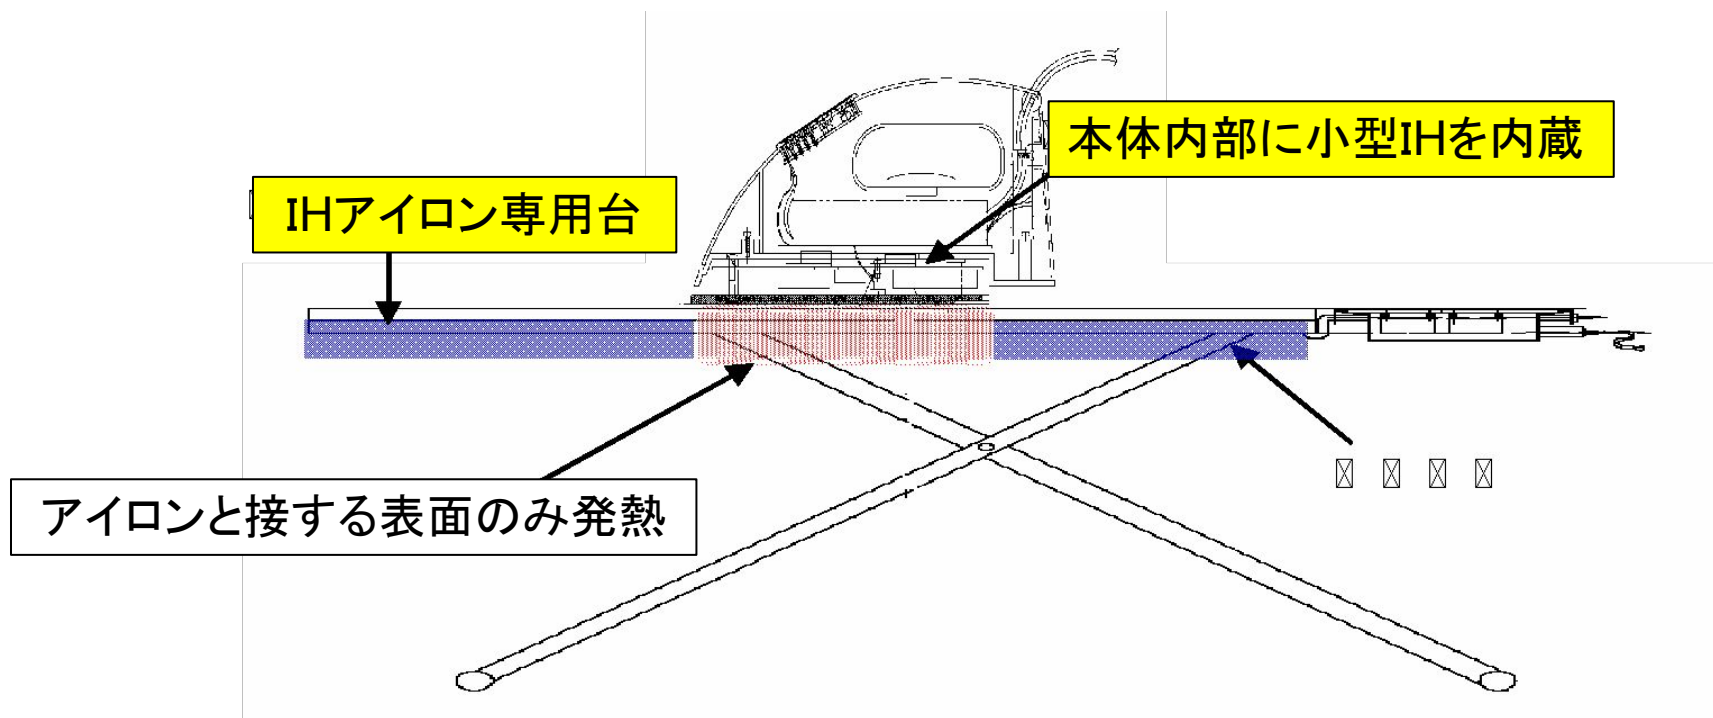 本体内部に小型IHを内蔵
IHアイロン専用台
アイロンと接する表面のみ発熱